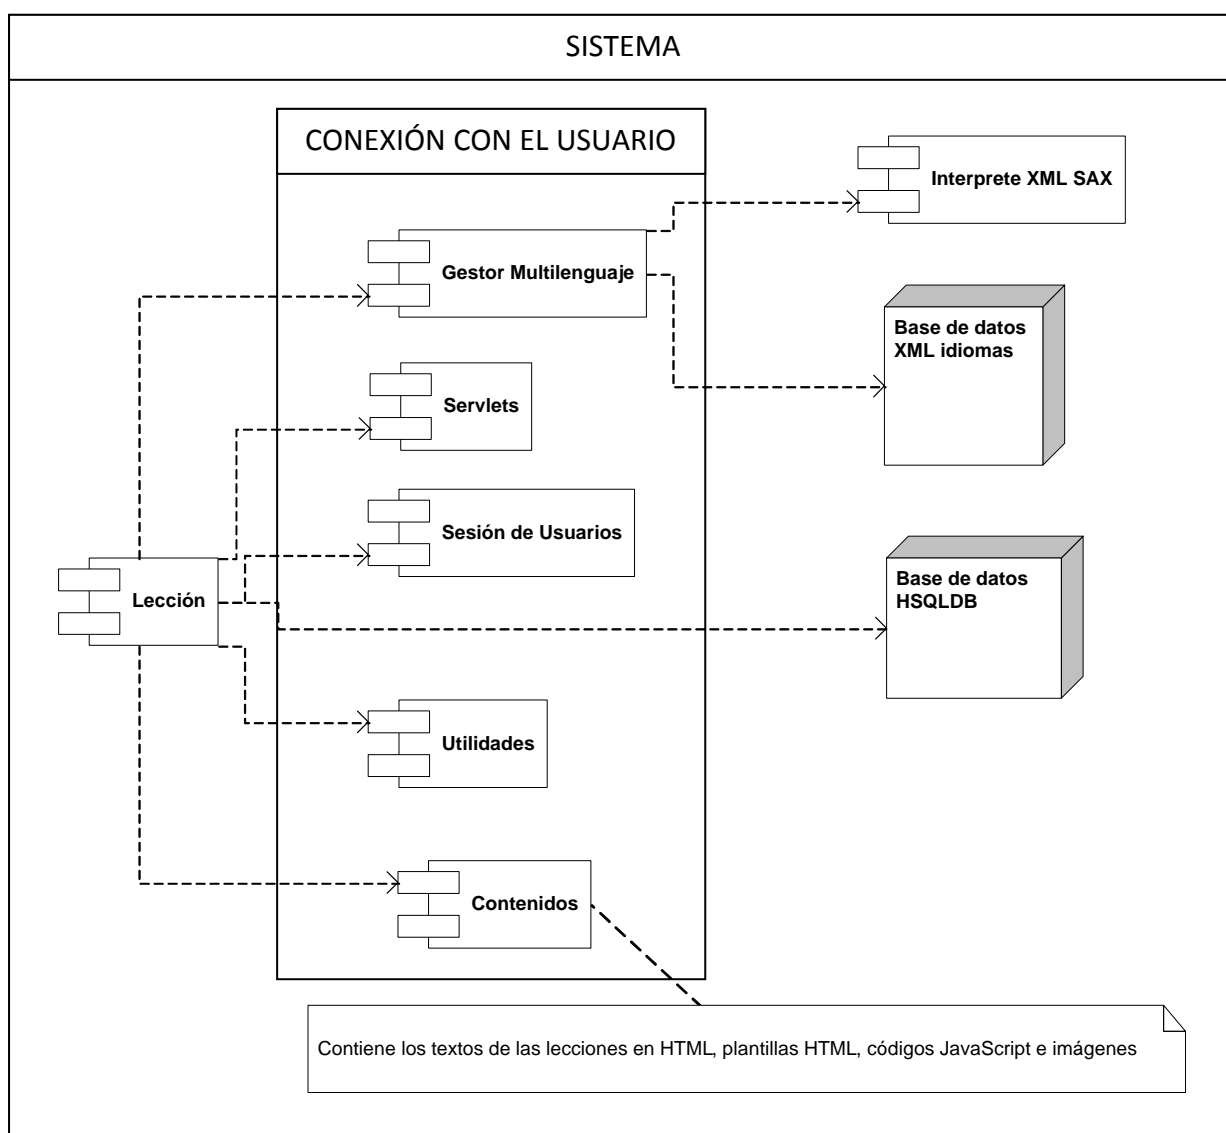 SISTEMA
CONEXIÓN CON EL USUARIO
Interprete XML SAX
Gestor Multilenguaje
Base de datos
XML idiomas
Servlets
Sesión de Usuarios
Base de datos
HSQLDB
Lección
Utilidades
Contenidos
Contiene los textos de las lecciones en HTML, plantillas HTML, códigos JavaScript e imágenes